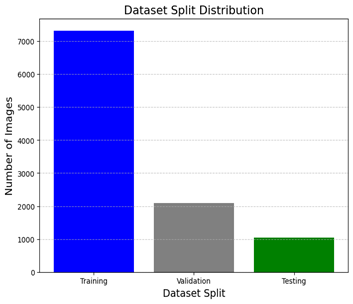 Dataset Split Distribution
Number of Images
7000
6000
5000
4000
3000
2000
1000
0
Training Validation Testing
Dataset Split